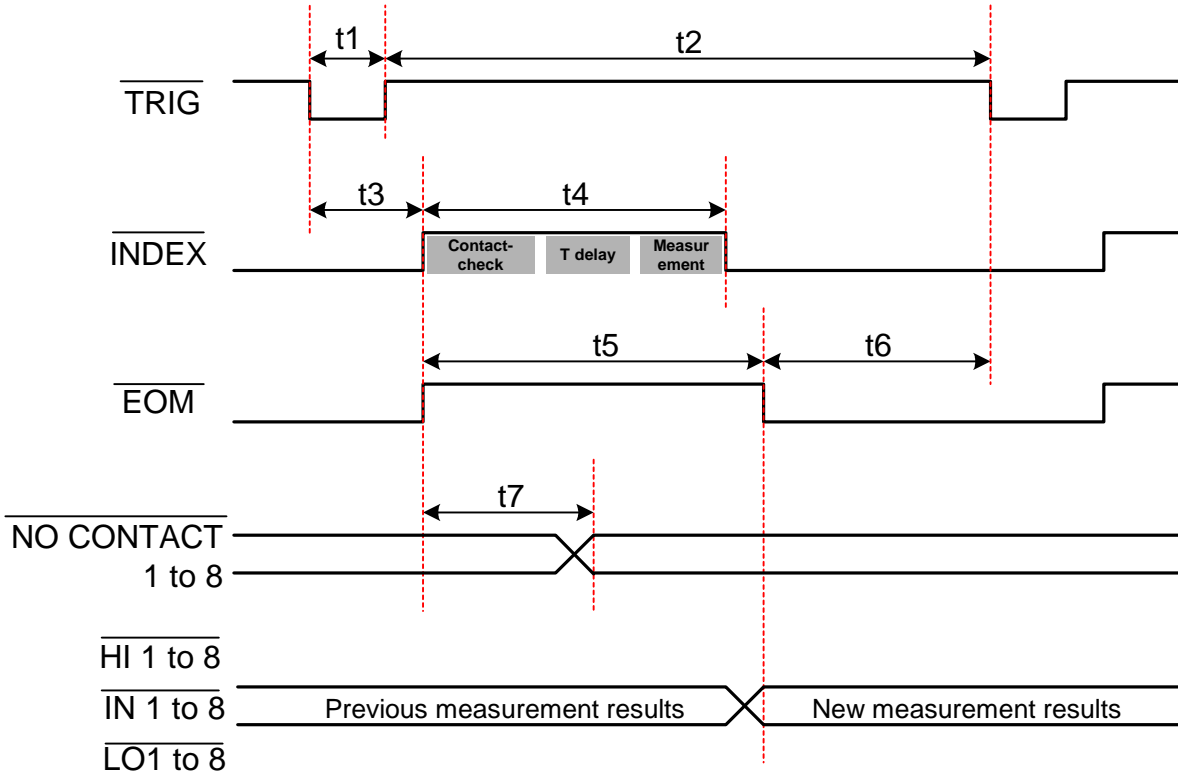 t1
t2
TRIG
t3
t4
INDEX
Contact-
check
T delay
Measur
ement
t5
t6
EOM
t7
NO CONTACT
1 to 8
HI 1 to 8
IN 1 to 8
Previous measurement results
New measurement results
LO1 to 8